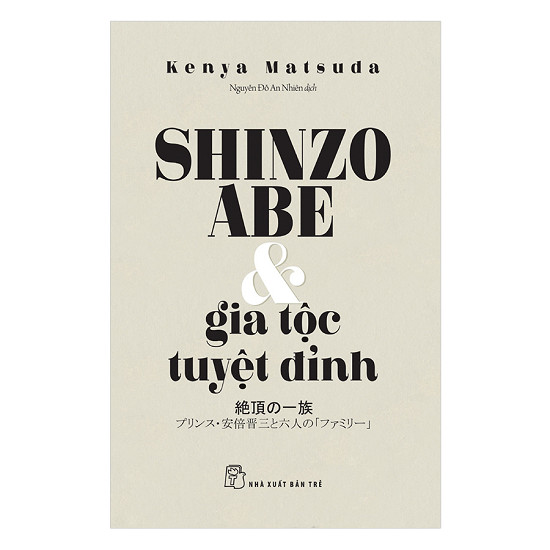 Kenya Matsuda
Nguyễn Đỗ An Nhiên dịch
SHINZO
ABE
&
gia tộc
tuyệt đỉnh
絶頂の一族
プリンス・安倍晋三と六人の「ファミリー」
NHÀ XUẤT BẢN TRẺ